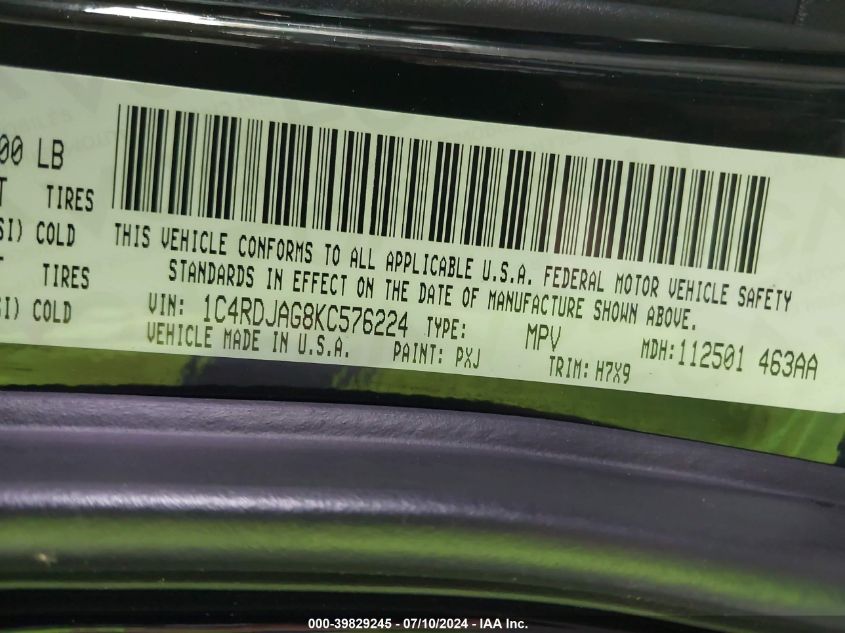 00 LB
TIRES
SI) COLD
TIRES
SI) COLD
THIS VEHICLE CONFORMS TO ALL APPLICABLE U.S.A. FEDERAL MOTOR VEHICLE SAFETY
STANDARDS IN EFFECT ON THE DATE OF MANUFACTURE SHOWN ABOVE.
VIN: 1C4RDJAG8KC576224 TYPE: MPV MDH:112501 463AA
VEHICLE MADE IN U.S.A. PAINT: PXJ TRIM: H7X9
000-39829245 - 07/10/2024 - IAA Inc.